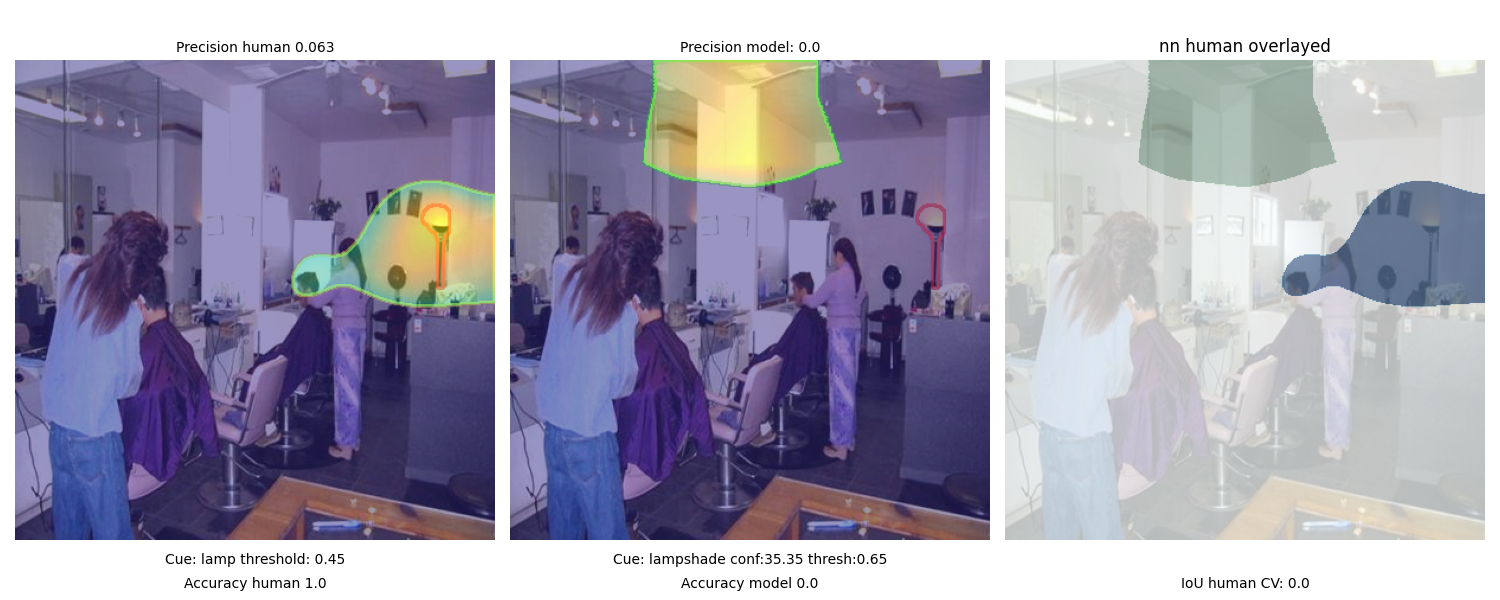 Precision human 0.063
Precision model: 0.0
nn human overlayed
Cue: lamp threshold: 0.45
Cue: lampshade conf:35.35 thresh:0.65
Accuracy human 1.0
Accuracy model 0.0
IoU human CV: 0.0